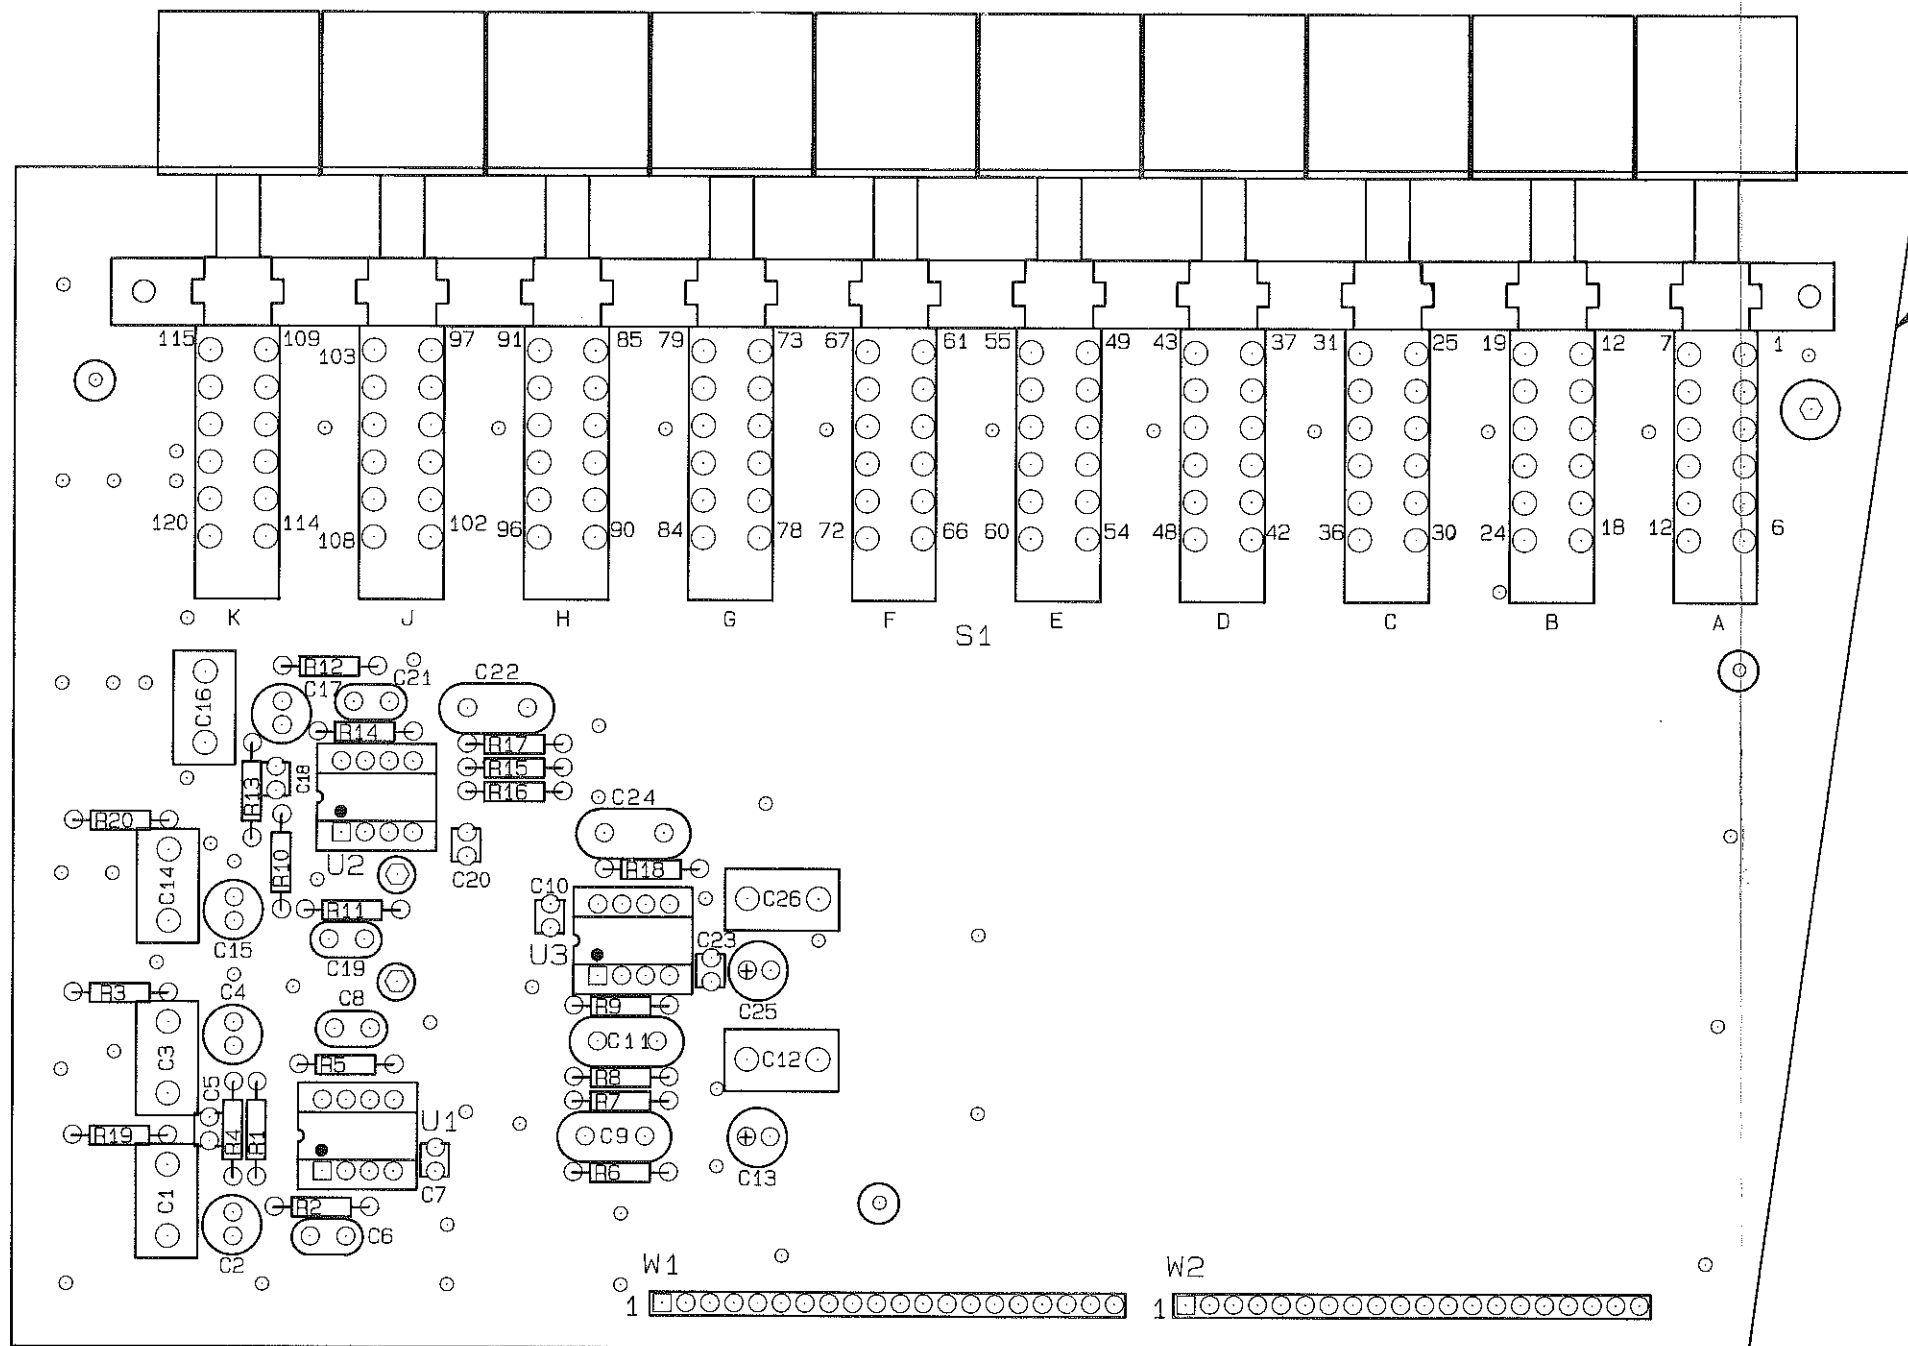 115 109 103 97 91 85 79 73 67 61 55 49 43 37 31 25 19 12 7 1
120 114 108 102 96 90 84 78 72 66 60 54 48 42 36 30 24 18 12 6
K J H G F E D C B A
S1
R12
C16 C17 C21 C22
R14
R17
R13 C18 R15
R16
C24
R20
R10 U2
C20 R18
C14 C10 C26
R11
C15 C19 U3 C23
R3 C4 C8 R9 C25
C3 C11 C12
R5
C5 R8
R7
R19 R4 R1 U1 C9
R6 C13
C1 C7
R2
C2 C6
W1 W2
1 1